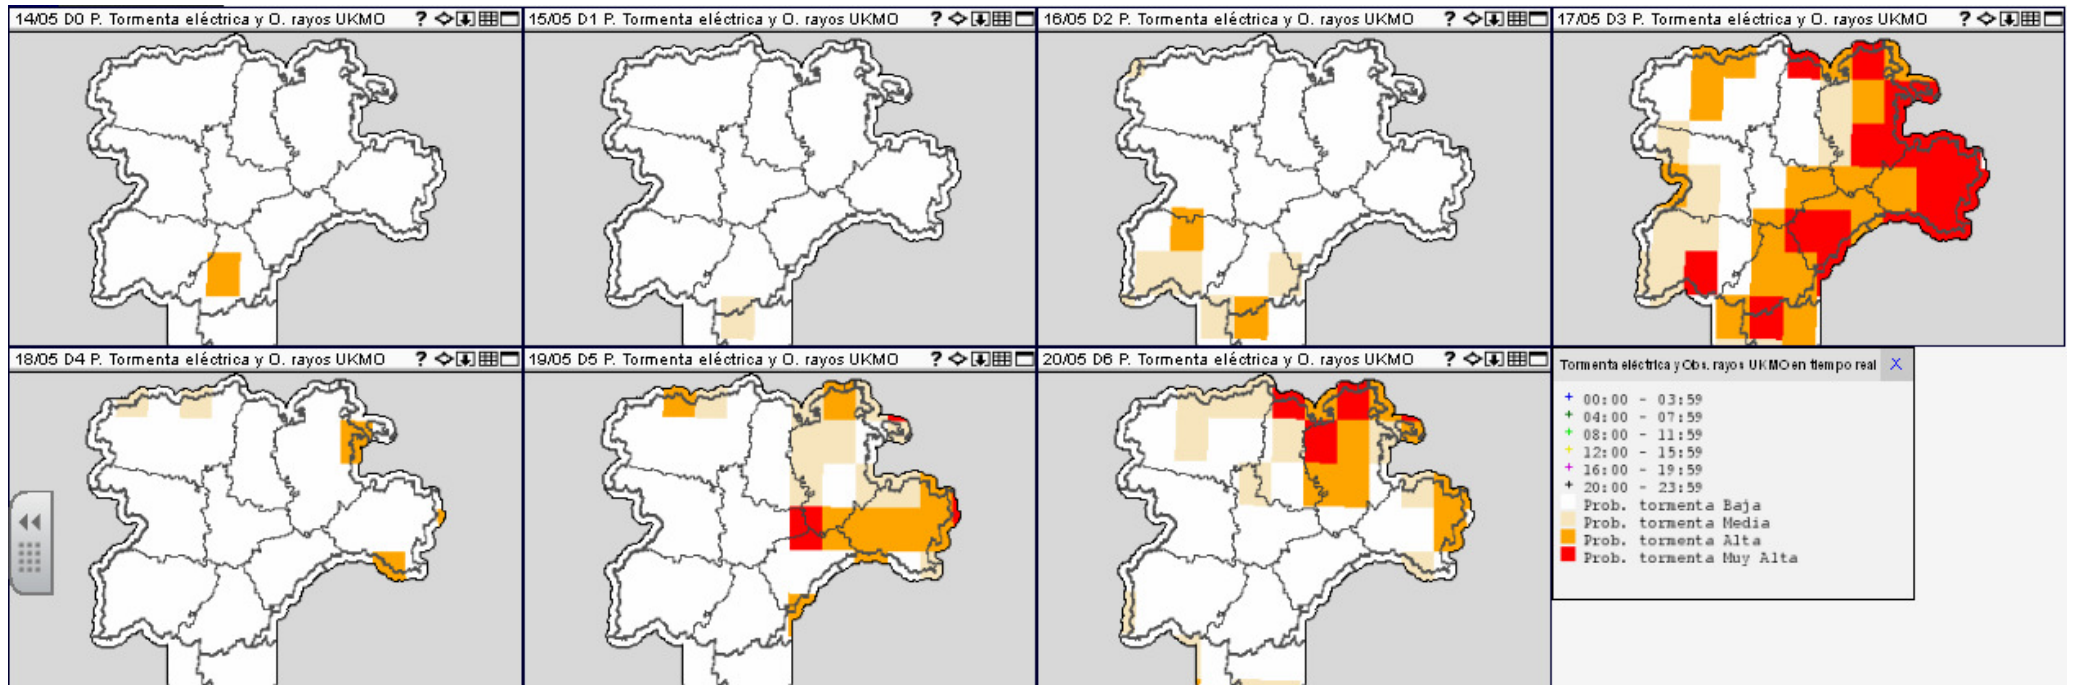 14/05 D0 P. Tormenta eléctrica y O. rayos UKMO ?
15/05 D1 P. Tormenta eléctrica y O. rayos UKMO ?
16/05 D2 P. Tormenta eléctrica y O. rayos UKMO ?
17/05 D3 P. Tormenta eléctrica y O. rayos UKMO ?
18/05 D4 P. Tormenta eléctrica y O. rayos UKMO ?
19/05 D5 P. Tormenta eléctrica y O. rayos UKMO ?
20/05 D6 P. Tormenta eléctrica y O. rayos UKMO ?
Tormenta eléctrica y Obs. rayos UKMO en tiempo real X
+ 00:00 - 03:59
+ 04:00 - 07:59
+ 08:00 - 11:59
+ 12:00 - 15:59
+ 16:00 - 19:59
+ 20:00 - 23:59
Prob. tormenta Baja
Prob. tormenta Media
Prob. tormenta Alta
Prob. tormenta Muy Alta